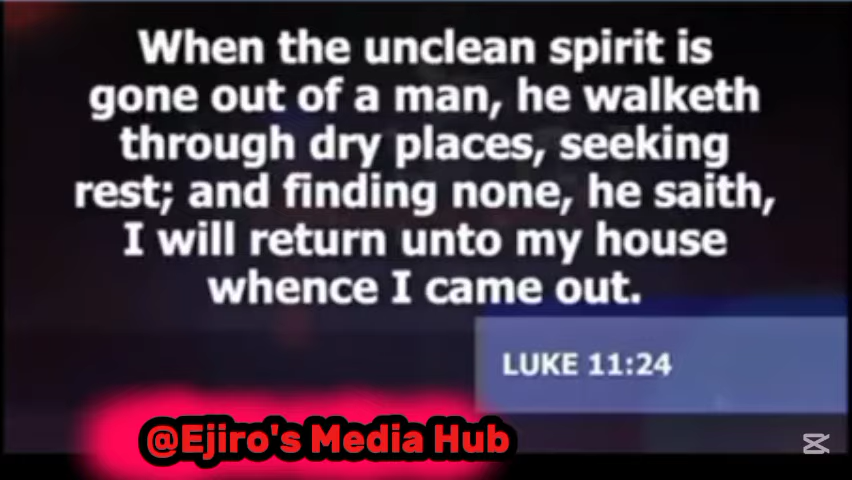 When the unclean spirit is
gone out of a man, he walketh
through dry places, seeking
rest; and finding none, he saith,
I will return unto my house
whence I came out.
LUKE 11:24
@Ejiro's Media Hub